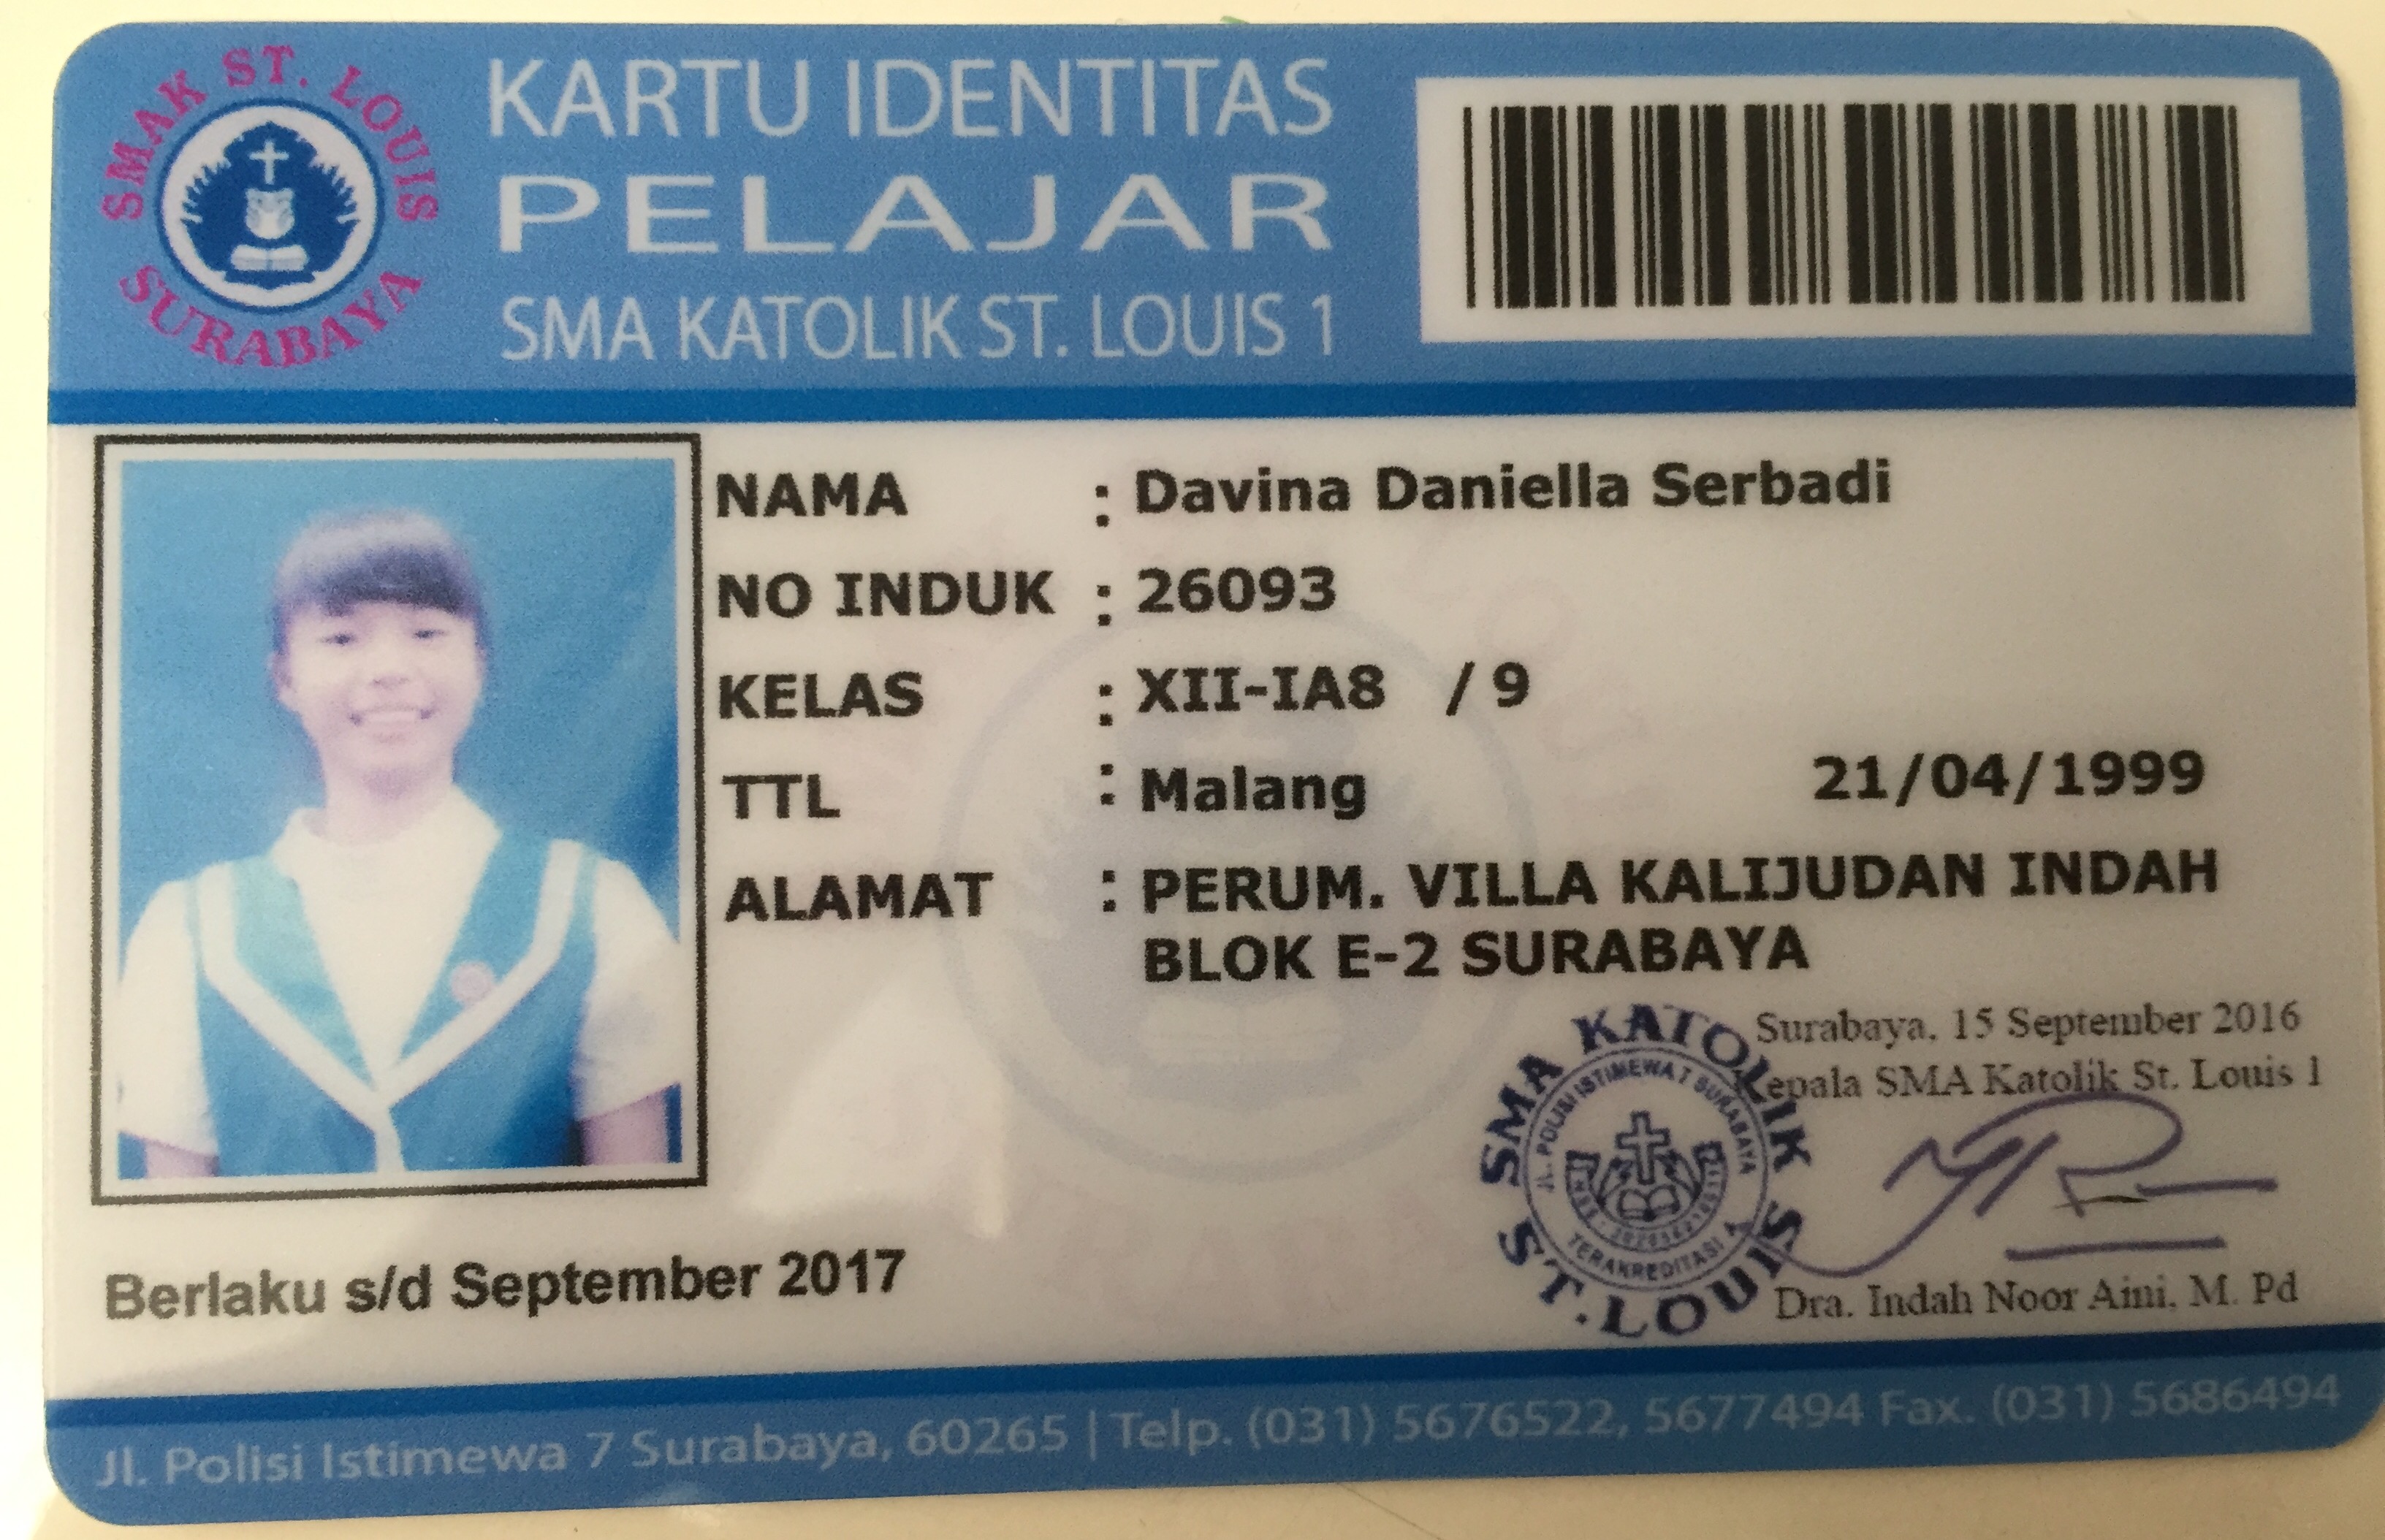 SMAK ST. LOUIS
SURABAYA
KARTU IDENTITAS
PELAJAR
SMA KATOLIK ST. LOUIS 1
NAMA : Davina Daniella Serbadi
NO INDUK : 26093
KELAS : XII-IA8 / 9
TTL : Malang 21/04/1999
ALAMAT : PERUM. VILLA KALIJUDAN INDAH
BLOK E-2 SURABAYA
Surabaya, 15 September 2016
Kepala SMA Katolik St. Louis 1
SMA KATOLIK
ST. LOUIS
JL. POLISI ISTIMEWA 7 SURABAYA
TERAKREDITASI A
Dra. Indah Noor Aini, M. Pd
Berlaku s/d September 2017
Jl. Polisi Istimewa 7 Surabaya, 60265 | Telp. (031) 5676522, 5677494 Fax. (031) 5686494